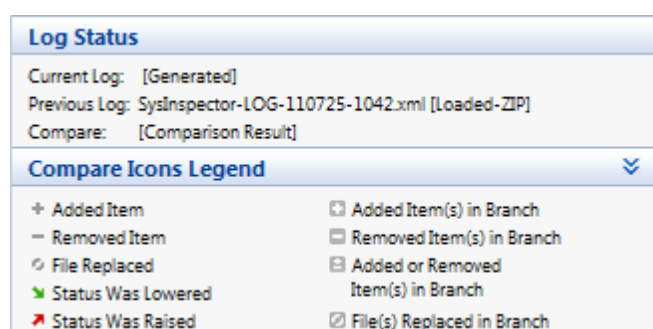 Log Status
Current Log: [Generated]
Previous Log: SysInspector-LOG-110725-1042.xml [Loaded-ZIP]
Compare: [Comparison Result]
Compare Icons Legend
Added Item
Removed Item
File Replaced
Status Was Lowered
Status Was Raised
Added Item(s) in Branch
Removed Item(s) in Branch
Added or Removed
Item(s) in Branch
File(s) Replaced in Branch